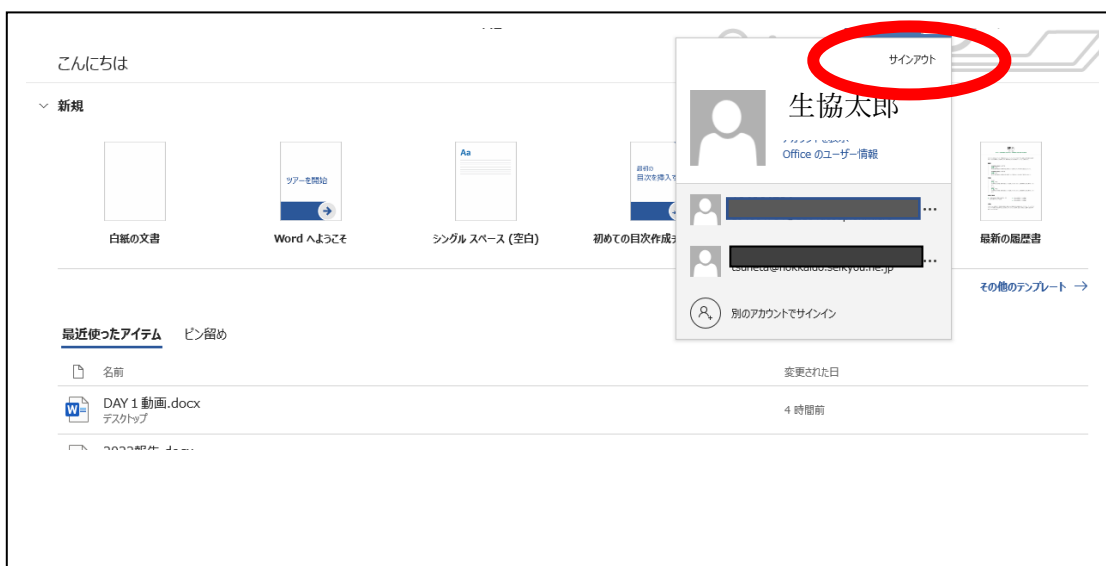 こんにちは
サインアウト
新規
生協太郎
Office のユーザー情報
Aa
ツアーを開始
最初の
白紙の文書
Word へようこそ
シングル スペース (空白)
初めての目次作成
最新の履歴書
その他のテンプレート →
別のアカウントでサインイン
最近使ったアイテム ピン留め
名前 変更された日
DAY 1 動画.docx
デスクトップ
4 時間前